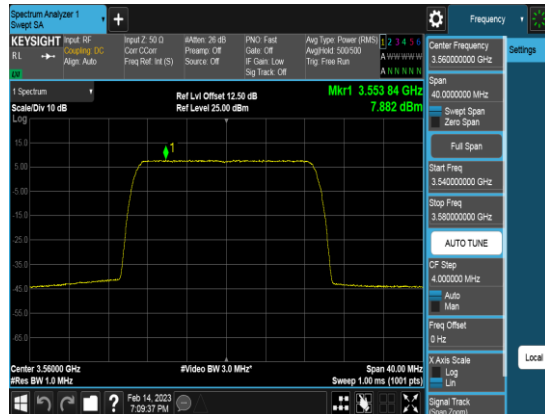 Spectrum Analyzer 1
Swept SA
+
Frequency
KEYSIGHT
RL
Input: RF
Coupling: DC
Align: Auto
Input Z: 50 Ω
Corr CCorr
Freq Ref: Int (S)
#Atten: 26 dB
Preamp: Off
Source: Off
PNO: Fast
Gate: Off
IF Gain: Low
Sig Track: Off
Avg Type: Power (RMS)
Avg|Hold: 500/500
Trig: Free Run
1 2 3 4 5 6
A W W W W W
A N N N N N
1 Spectrum
Scale/Div 10 dB
Log
Ref Lvl Offset 12.50 dB
Ref Level 25.00 dBm
Mkr1 3.553 84 GHz
7.882 dBm
1
15.0
5.00
-5.00
-15.0
-25.0
-35.0
-45.0
-55.0
-65.0
Center 3.56000 GHz
#Res BW 1.0 MHz
#Video BW 3.0 MHz*
Span 40.00 MHz
Sweep 1.00 ms (1001 pts)
Feb 14, 2023
7:09:37 PM
?
Center Frequency
3.560000000 GHz
Span
40.0000000 MHz
Swept Span
Zero Span
Full Span
Start Freq
3.540000000 GHz
Stop Freq
3.580000000 GHz
AUTO TUNE
CF Step
4.000000 MHz
Auto
Man
Freq Offset
0 Hz
X Axis Scale
Log
Lin
Signal Track
(Span Zoom)
Settings
Local